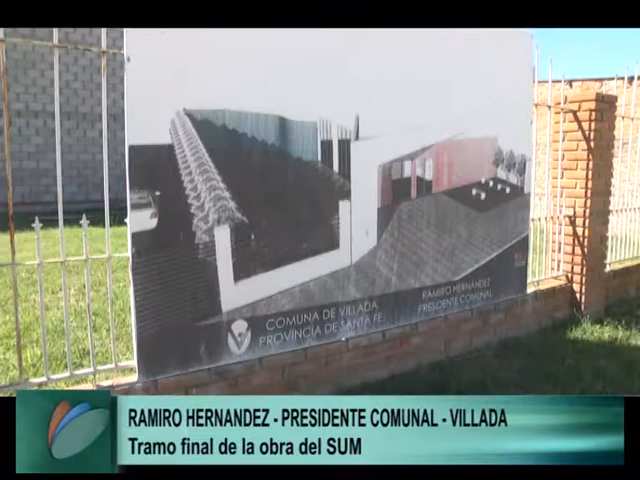 COMUNA DE VILLADA
PROVINCIA DE SANTA FE
RAMIRO HERNÁNDEZ
PRESIDENTE COMUNAL
RAMIRO HERNANDEZ - PRESIDENTE COMUNAL - VILLADA
Tramo final de la obra del SUM